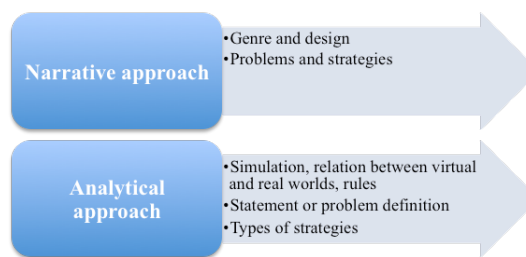 Narrative approach
•Genre and design
•Problems and strategies
Analytical
approach
•Simulation, relation between virtual
and real worlds, rules
•Statement or problem definition
•Types of strategies